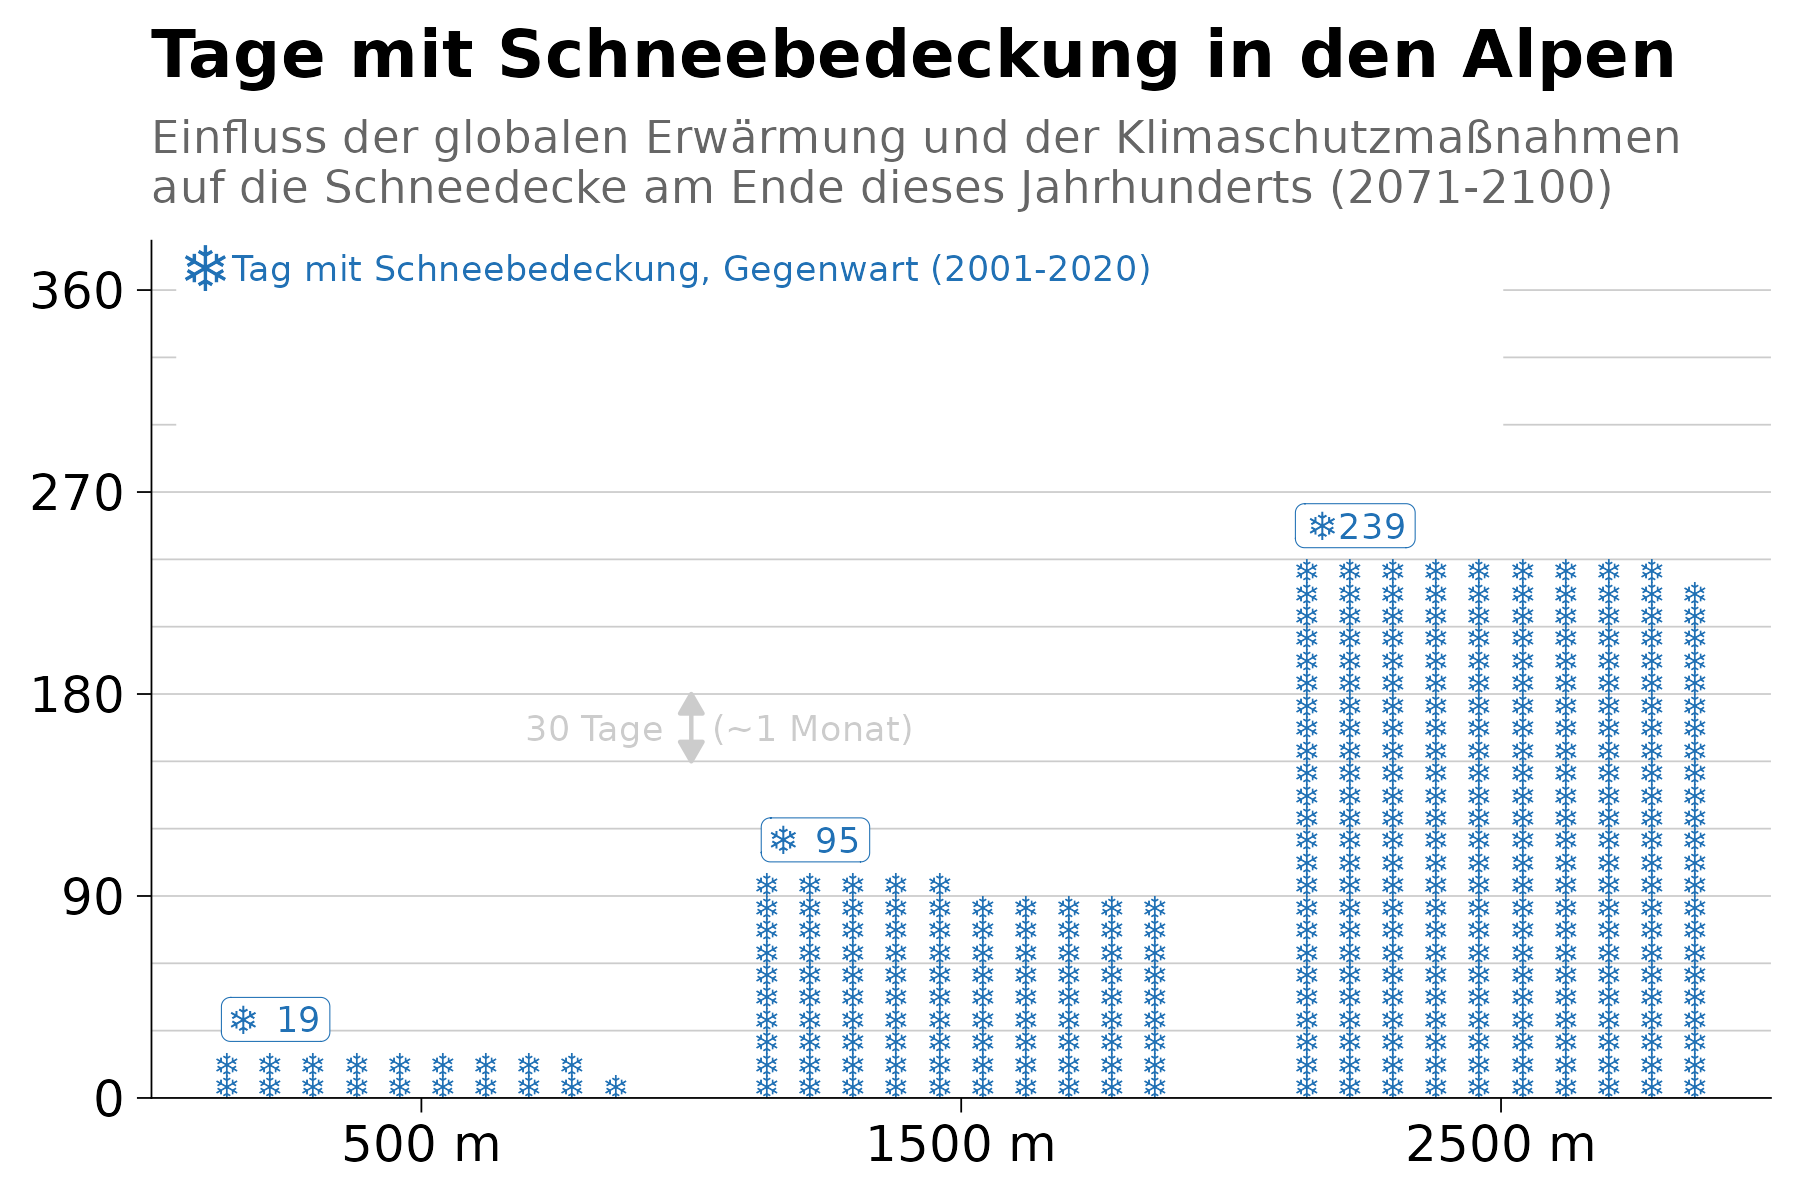 Tage mit Schneebedeckung in den Alpen
Einfluss der globalen Erwärmung und der Klimaschutzmaßnahmen
auf die Schneedecke am Ende dieses Jahrhunderts (2071-2100)
Tag mit Schneebedeckung, Gegenwart (2001-2020)
360
270
239
180
30 Tage (~1 Monat)
95
90
19
0
500 m 1500 m 2500 m